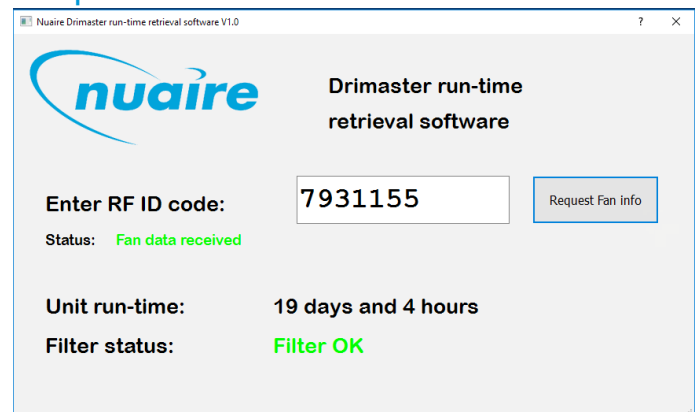 Nuaire Drimaster run-time retrieval software V1.0 ? ×
nuaire
Drimaster run-time
retrieval software
Enter RF ID code: 7931155 Request Fan info
Status: Fan data received
Unit run-time: 19 days and 4 hours
Filter status: Filter OK